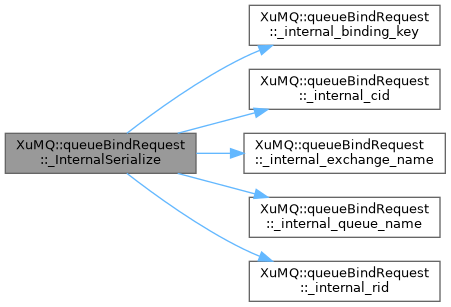 XuMQ::queueBindRequest
::_InternalSerialize
XuMQ::queueBindRequest
::_internal_binding_key
XuMQ::queueBindRequest
::_internal_cid
XuMQ::queueBindRequest
::_internal_exchange_name
XuMQ::queueBindRequest
::_internal_queue_name
XuMQ::queueBindRequest
::_internal_rid